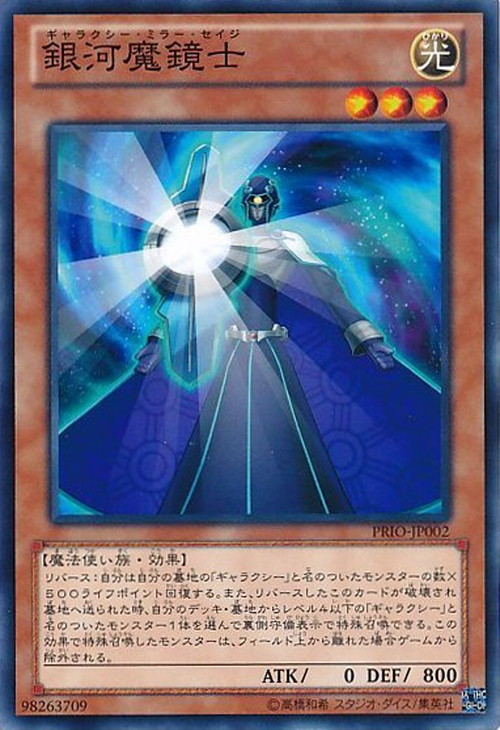 ギャラクシー・ミラー・セイジ
銀河魔鏡士
ひかり
光
PRIO-JP002
【魔法使い族・効果】
リバース：自分は自分の墓地の「ギャラクシー」と名のついたモンスターの数×
５００ライフポイント回復する。また、リバースしたこのカードが破壊され
墓地へ送られた時、自分のデッキ・墓地からレベル４以下の「ギャラクシー」と
名のついたモンスター１体を選んで裏側守備表示で特殊召喚できる。この
効果で特殊召喚したモンスターは、フィールド上から離れた場合ゲームから
除外される。
ATK/ 0 DEF/ 800
98263709
©高橋和希 スタジオ・ダイス/集英社